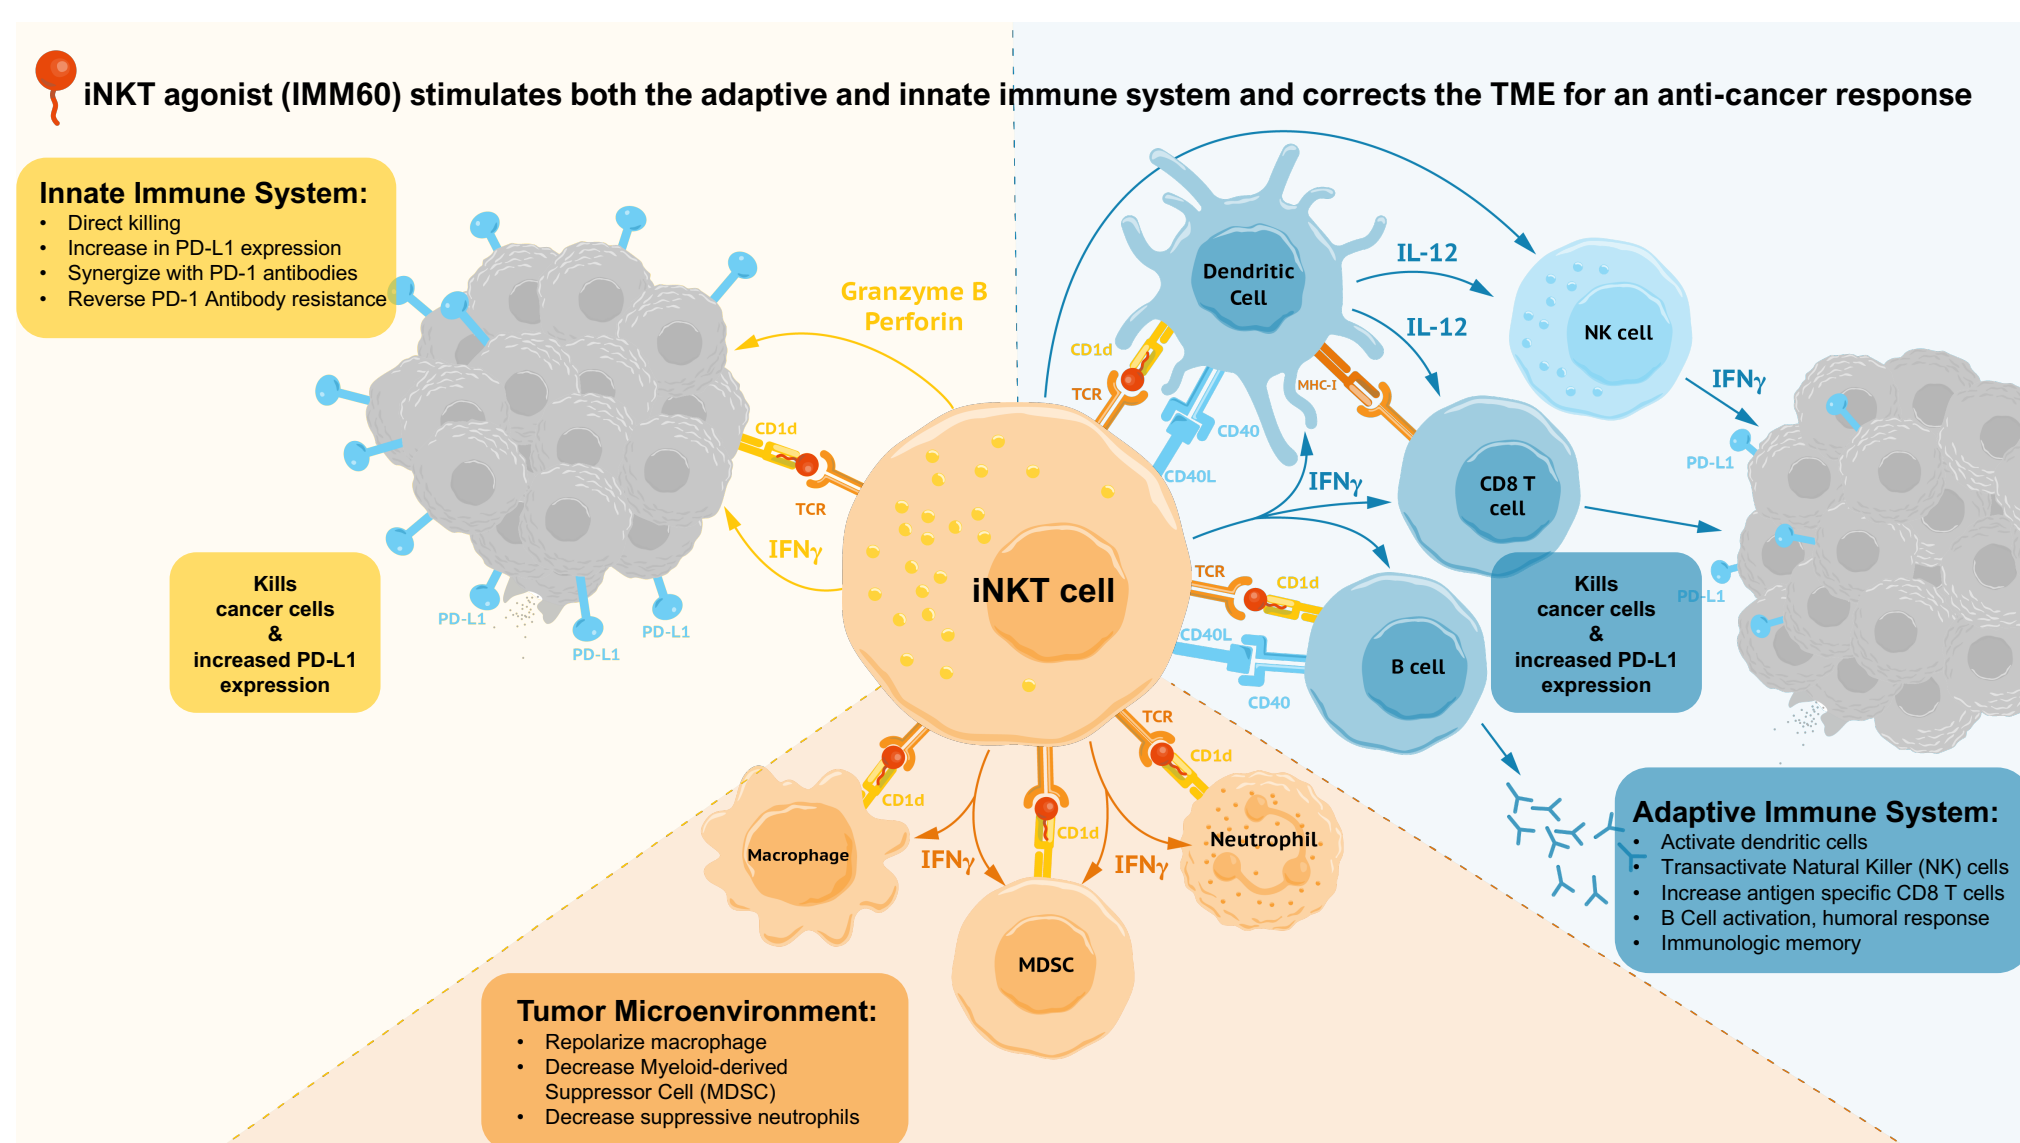 iNKT agonist (IMM60) stimulates both the adaptive and innate immune system and corrects the TME for an anti-cancer response
Innate Immune System:
• Direct killing
• Increase in PD-L1 expression
• Synergize with PD-1 antibodies
• Reverse PD-1 Antibody resistance
Granzyme B
Perforin
CD1d
TCR
IFNγ
PD-L1
PD-L1
PD-L1
Kills
cancer cells
&
increased PD-L1
expression
iNKT cell
Dendritic
Cell
CD1d
TCR
CD40
CD40L
MHC-I
IL-12
IL-12
NK cell
IFNγ
IFNγ
CD8 T
cell
PD-L1
PD-L1
TCR
CD1d
CD40L
CD40
B cell
Kills
cancer cells
&
increased PD-L1
expression
Adaptive Immune System:
• Activate dendritic cells
• Transactivate Natural Killer (NK) cells
• Increase antigen specific CD8 T cells
• B Cell activation, humoral response
• Immunologic memory
TCR
CD1d
CD1d
CD1d
Macrophage
IFNγ
IFNγ
Neutrophil
MDSC
Tumor Microenvironment:
• Repolarize macrophage
• Decrease Myeloid-derived
Suppressor Cell (MDSC)
• Decrease suppressive neutrophils